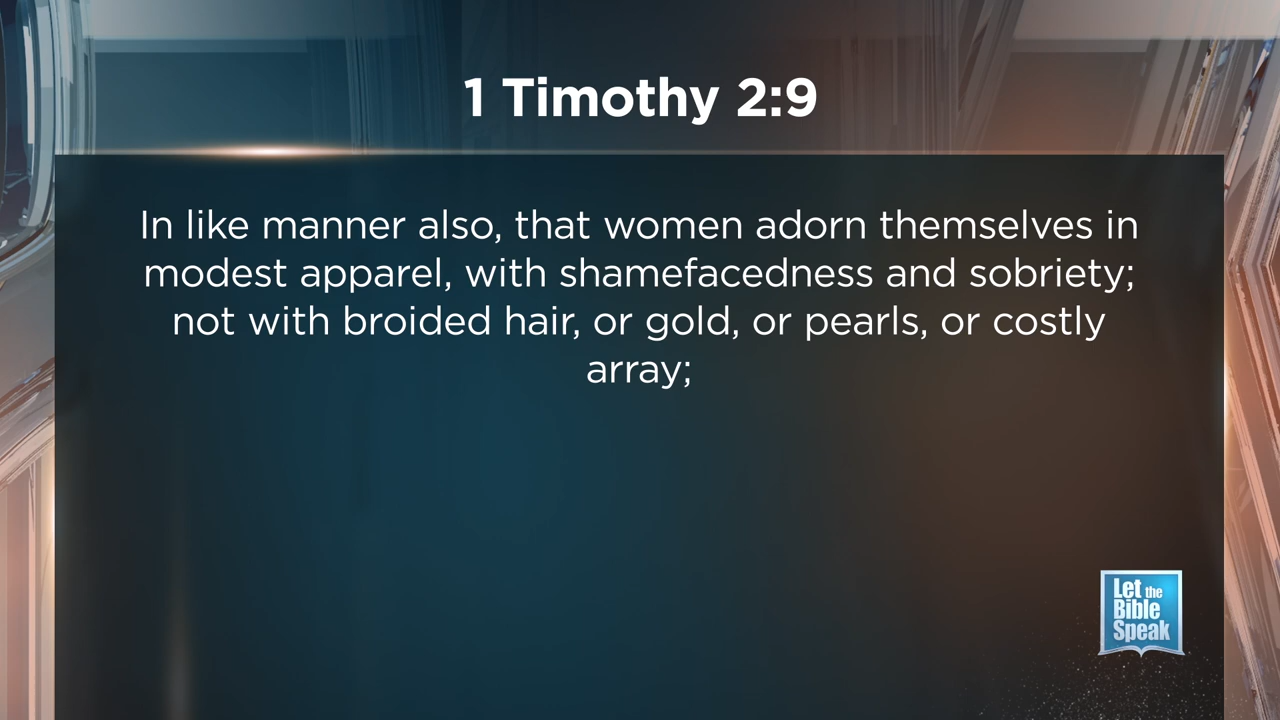 1 Timothy 2:9
In like manner also, that women adorn themselves in
modest apparel, with shamefacedness and sobriety;
not with broided hair, or gold, or pearls, or costly
array;
Let the
Bible
Speak